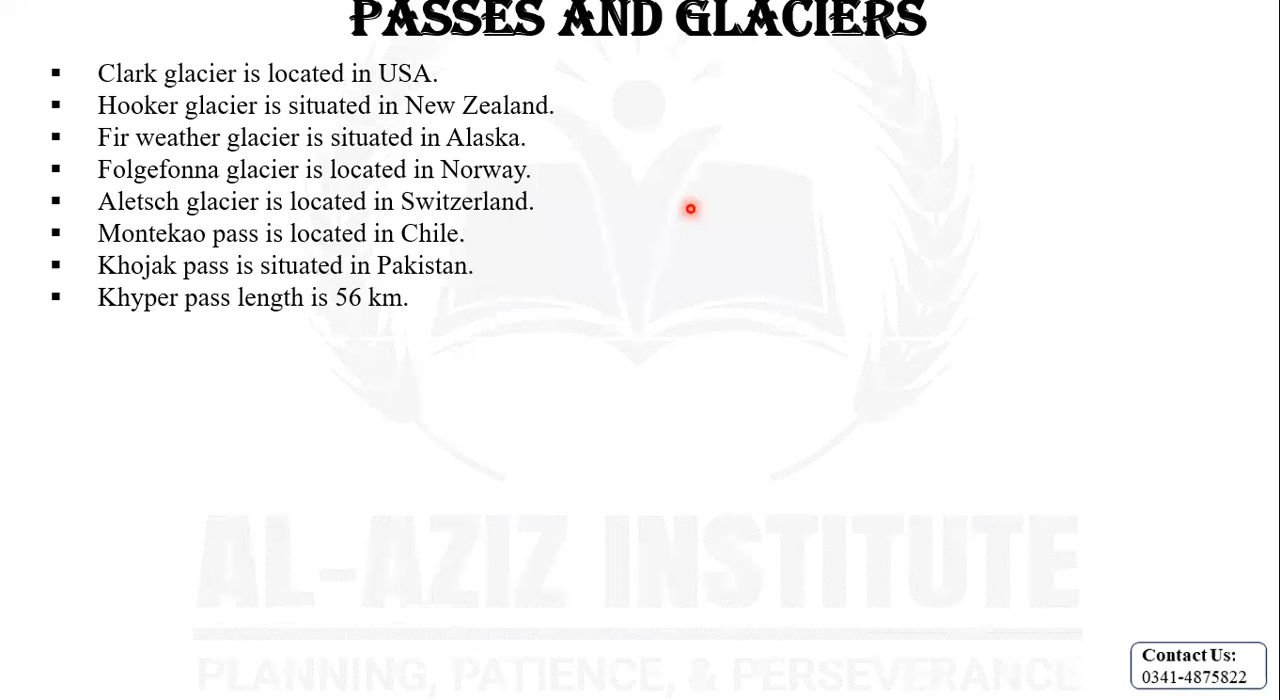 PASSES AND GLACIERS
▪ Clark glacier is located in USA.
▪ Hooker glacier is situated in New Zealand.
▪ Fir weather glacier is situated in Alaska.
▪ Folgefonna glacier is located in Norway.
▪ Aletsch glacier is located in Switzerland.
▪ Montekao pass is located in Chile.
▪ Khojak pass is situated in Pakistan.
▪ Khyper pass length is 56 km.
AL-AZIZ INSTITUTE
PLANNING, PATIENCE, & PERSEVERANCE
Contact Us:
0341-4875822